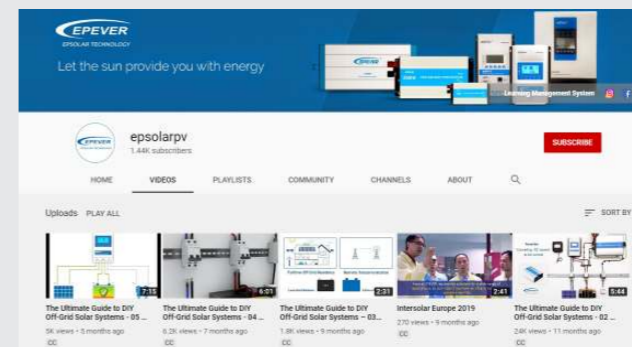 EPEVER
EPSOLAR TECHNOLOGY
Let the sun provide you with energy
Learning Management System
EPEVER
epsolarpv
1.44K subscribers
SUBSCRIBE
HOME VIDEOS PLAYLISTS COMMUNITY CHANNELS ABOUT
Uploads PLAY ALL SORT BY
7:15 6:01 2:31 2:41 5:44
The Ultimate Guide to DIY
Off-Grid Solar Systems - 05 ...
5K views • 5 months ago
CC
The Ultimate Guide to DIY
Off-Grid Solar Systems - 04 ...
6.2K views • 7 months ago
CC
The Ultimate Guide to DIY
Off-Grid Solar Systems – 03...
1.8K views • 9 months ago
CC
Intersolar Europe 2019
270 views • 9 months ago
CC
The Ultimate Guide to DIY
Off-Grid Solar Systems - 02 ...
24K views • 11 months ago
CC